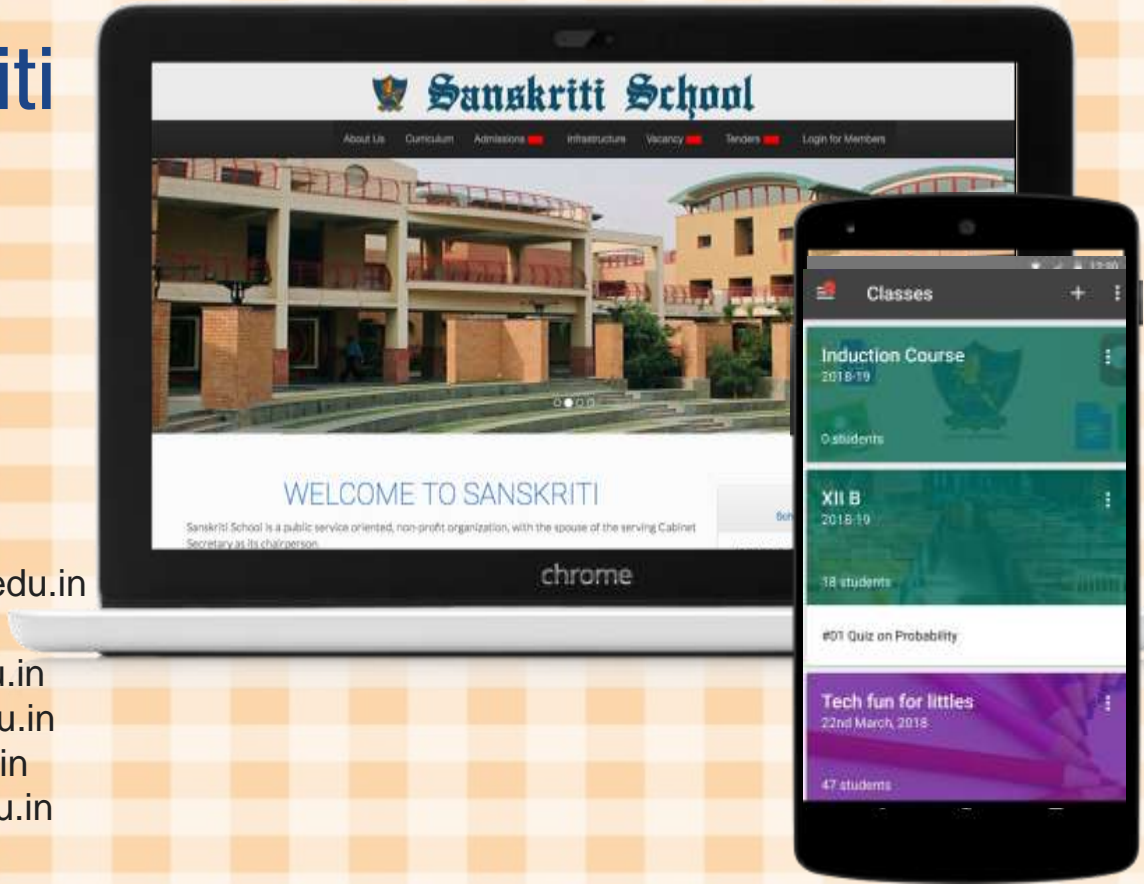 iti
Sanskriti School
About Us Curriculum Admissions Infrastructure Vacancy Tenders Login for Members
WELCOME TO SANSKRITI
Sanskriti School is a public service oriented, non-profit organization, with the spouse of the serving Cabinet
Secretary as its chairperson.
chrome
12:00
Classes
Induction Course
2018-19
0 students
XII B
2018-19
18 students
#01 Quiz on Probability
Tech fun for littles
22nd March, 2018
47 students
edu.in
u.in
u.in
in
u.in